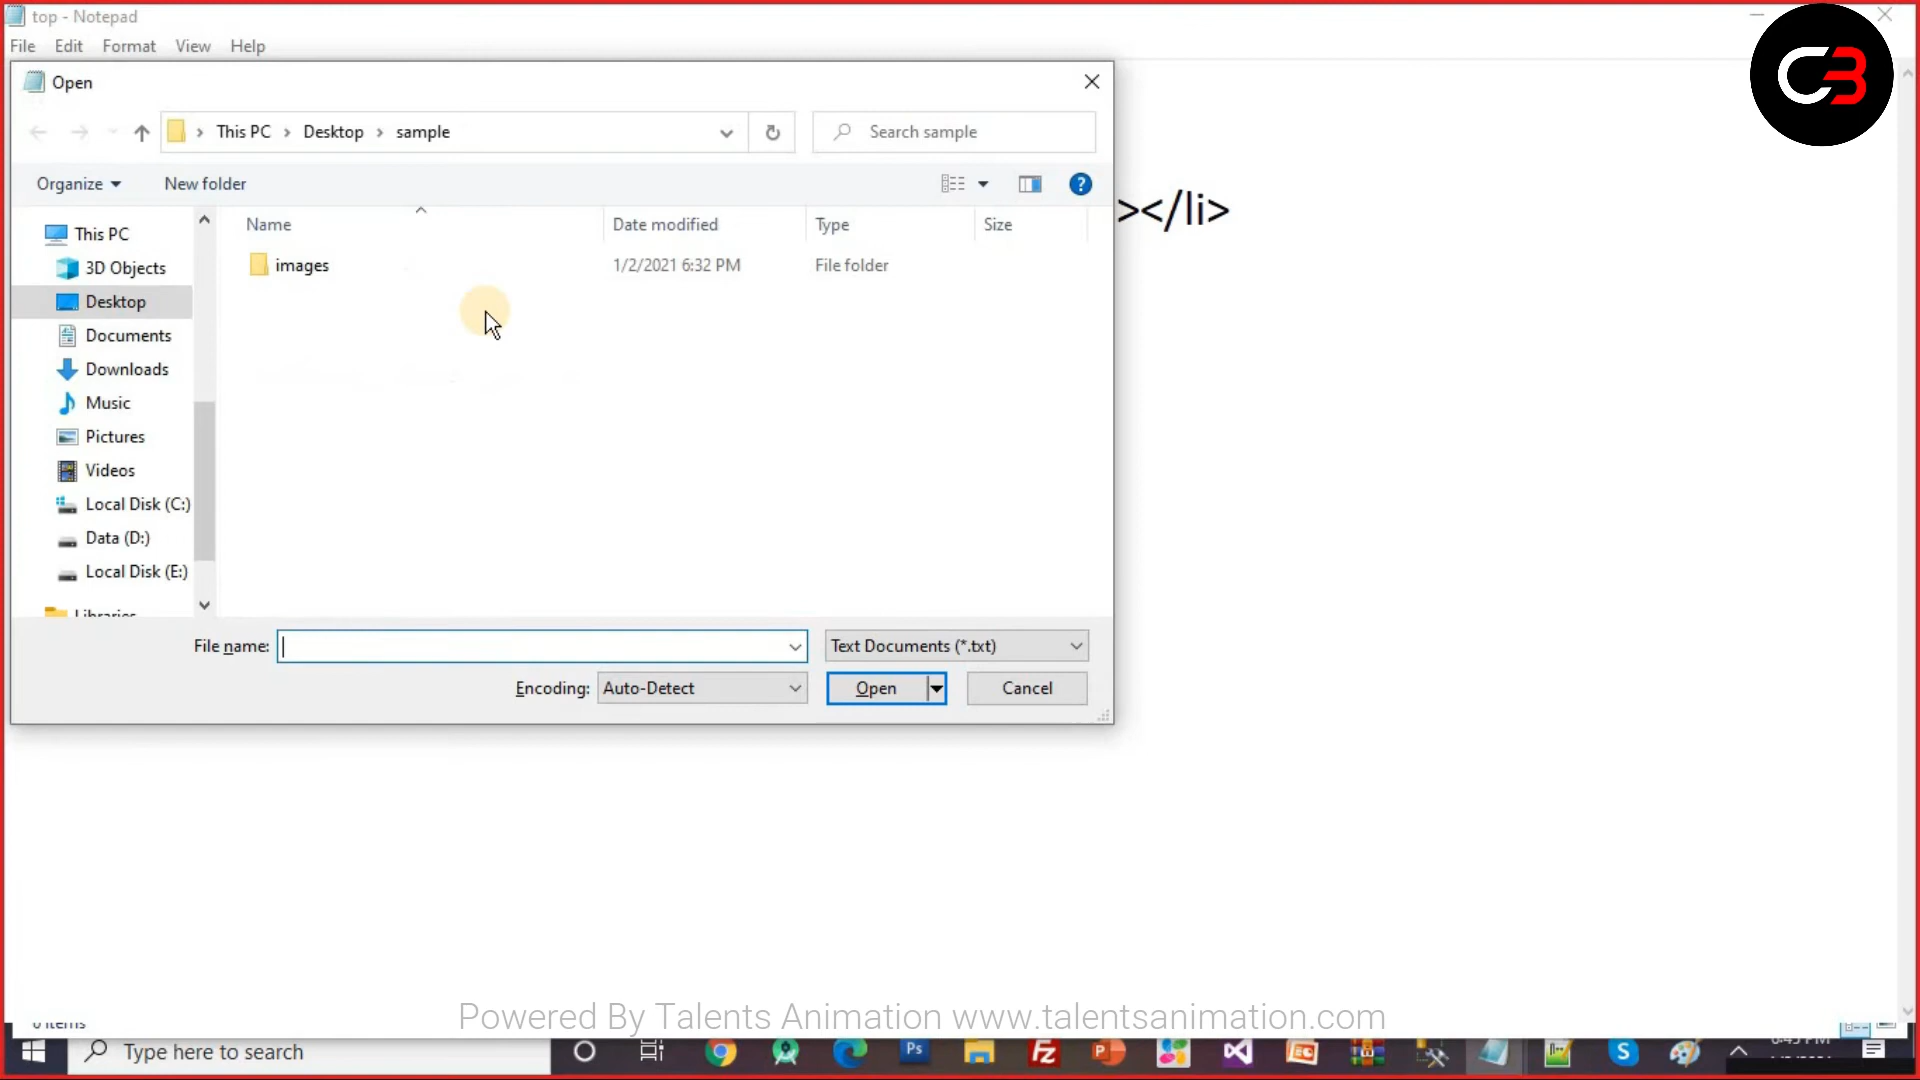 top - Notepad
File Edit Format View Help
Open
This PC > Desktop > sample
Search sample
Organize New folder
></li>
Name Date modified Type Size
images 1/2/2021 6:32 PM File folder
This PC
3D Objects
Desktop
Documents
Downloads
Music
Pictures
Videos
Local Disk (C:)
Data (D:)
Local Disk (E:)
Libraries
File name: Text Documents (*.txt)
Encoding: Auto-Detect Open Cancel
Powered By Talents Animation www.talentsanimation.com
0 items
Type here to search